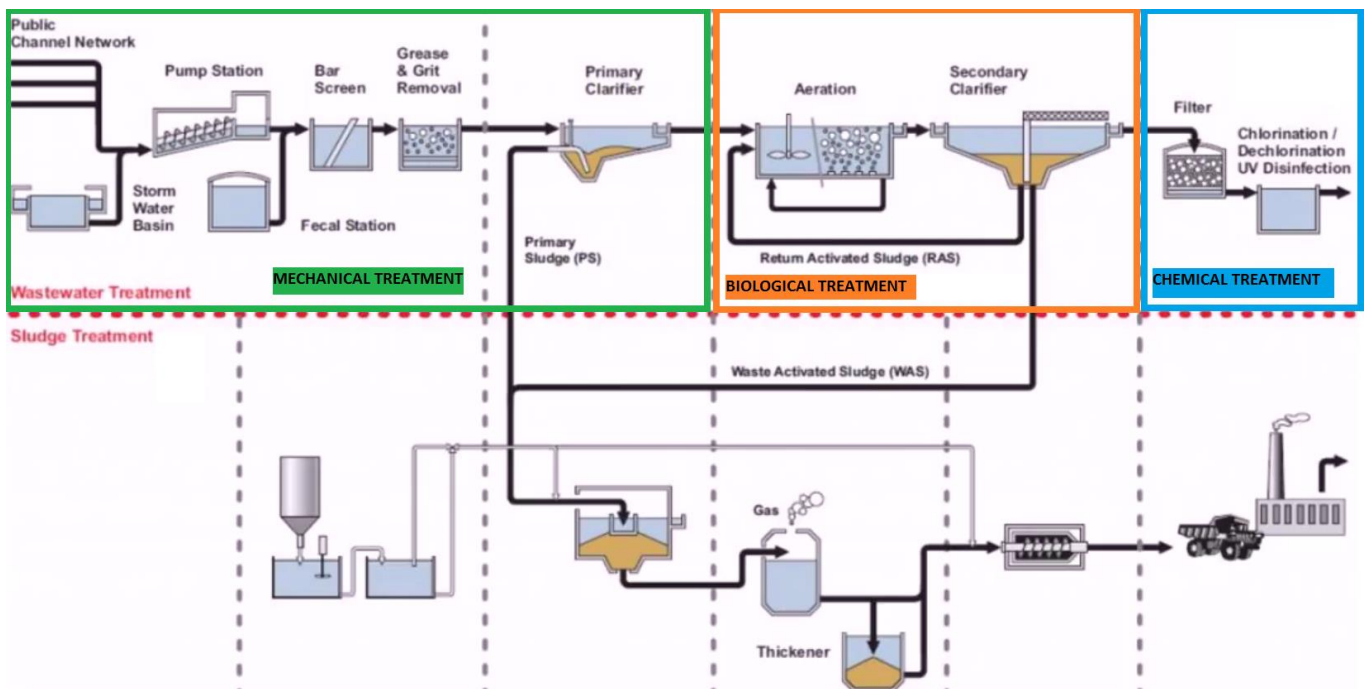 Public
Channel Network
Pump Station
Bar
Screen
Grease
& Grit
Removal
Primary
Clarifier
Aeration
Secondary
Clarifier
Filter
Chlorination /
Dechlorination
UV Disinfection
Storm
Water
Basin
Fecal Station
Primary
Sludge (PS)
Return Activated Sludge (RAS)
MECHANICAL TREATMENT
BIOLOGICAL TREATMENT
CHEMICAL TREATMENT
Wastewater Treatment
Sludge Treatment
Waste Activated Sludge (WAS)
Gas
Thickener